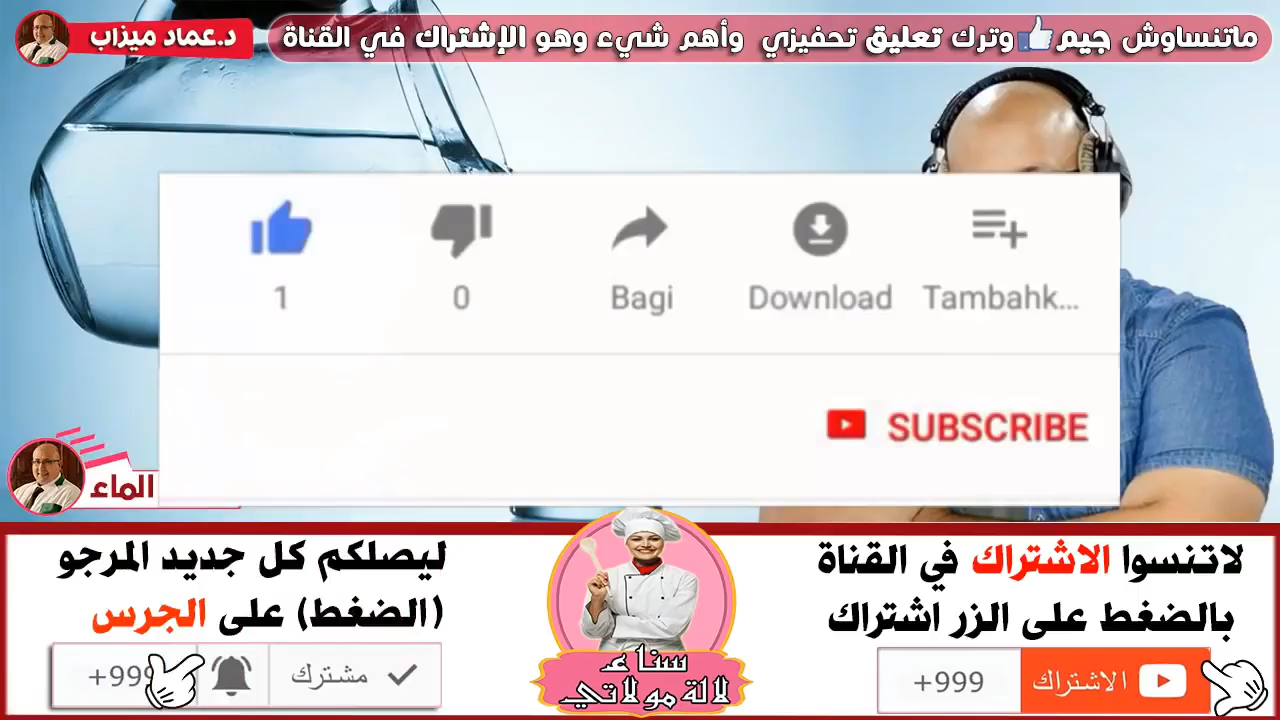 ماتنساوش جيم وترك تعليق تحفيزي وأهم شيء وهو الإشتراك في القناة
د.عماد ميزاب
1
0
Bagi
Download
Tambahk...
SUBSCRIBE
الماء
لاتنسوا الاشتراك في القناة
بالضغط على الزر اشتراك
الاشتراك
+999
سناء
لالة مولاتي
ليصلكم كل جديد المرجو
(الضغط) على الجرس
مشترك
+999